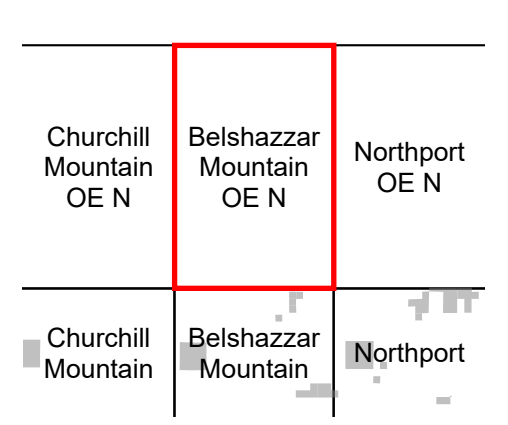 Churchill
Mountain
OE N
Belshazzar
Mountain
OE N
Northport
OE N
Churchill
Mountain
Belshazzar
Mountain
Northport